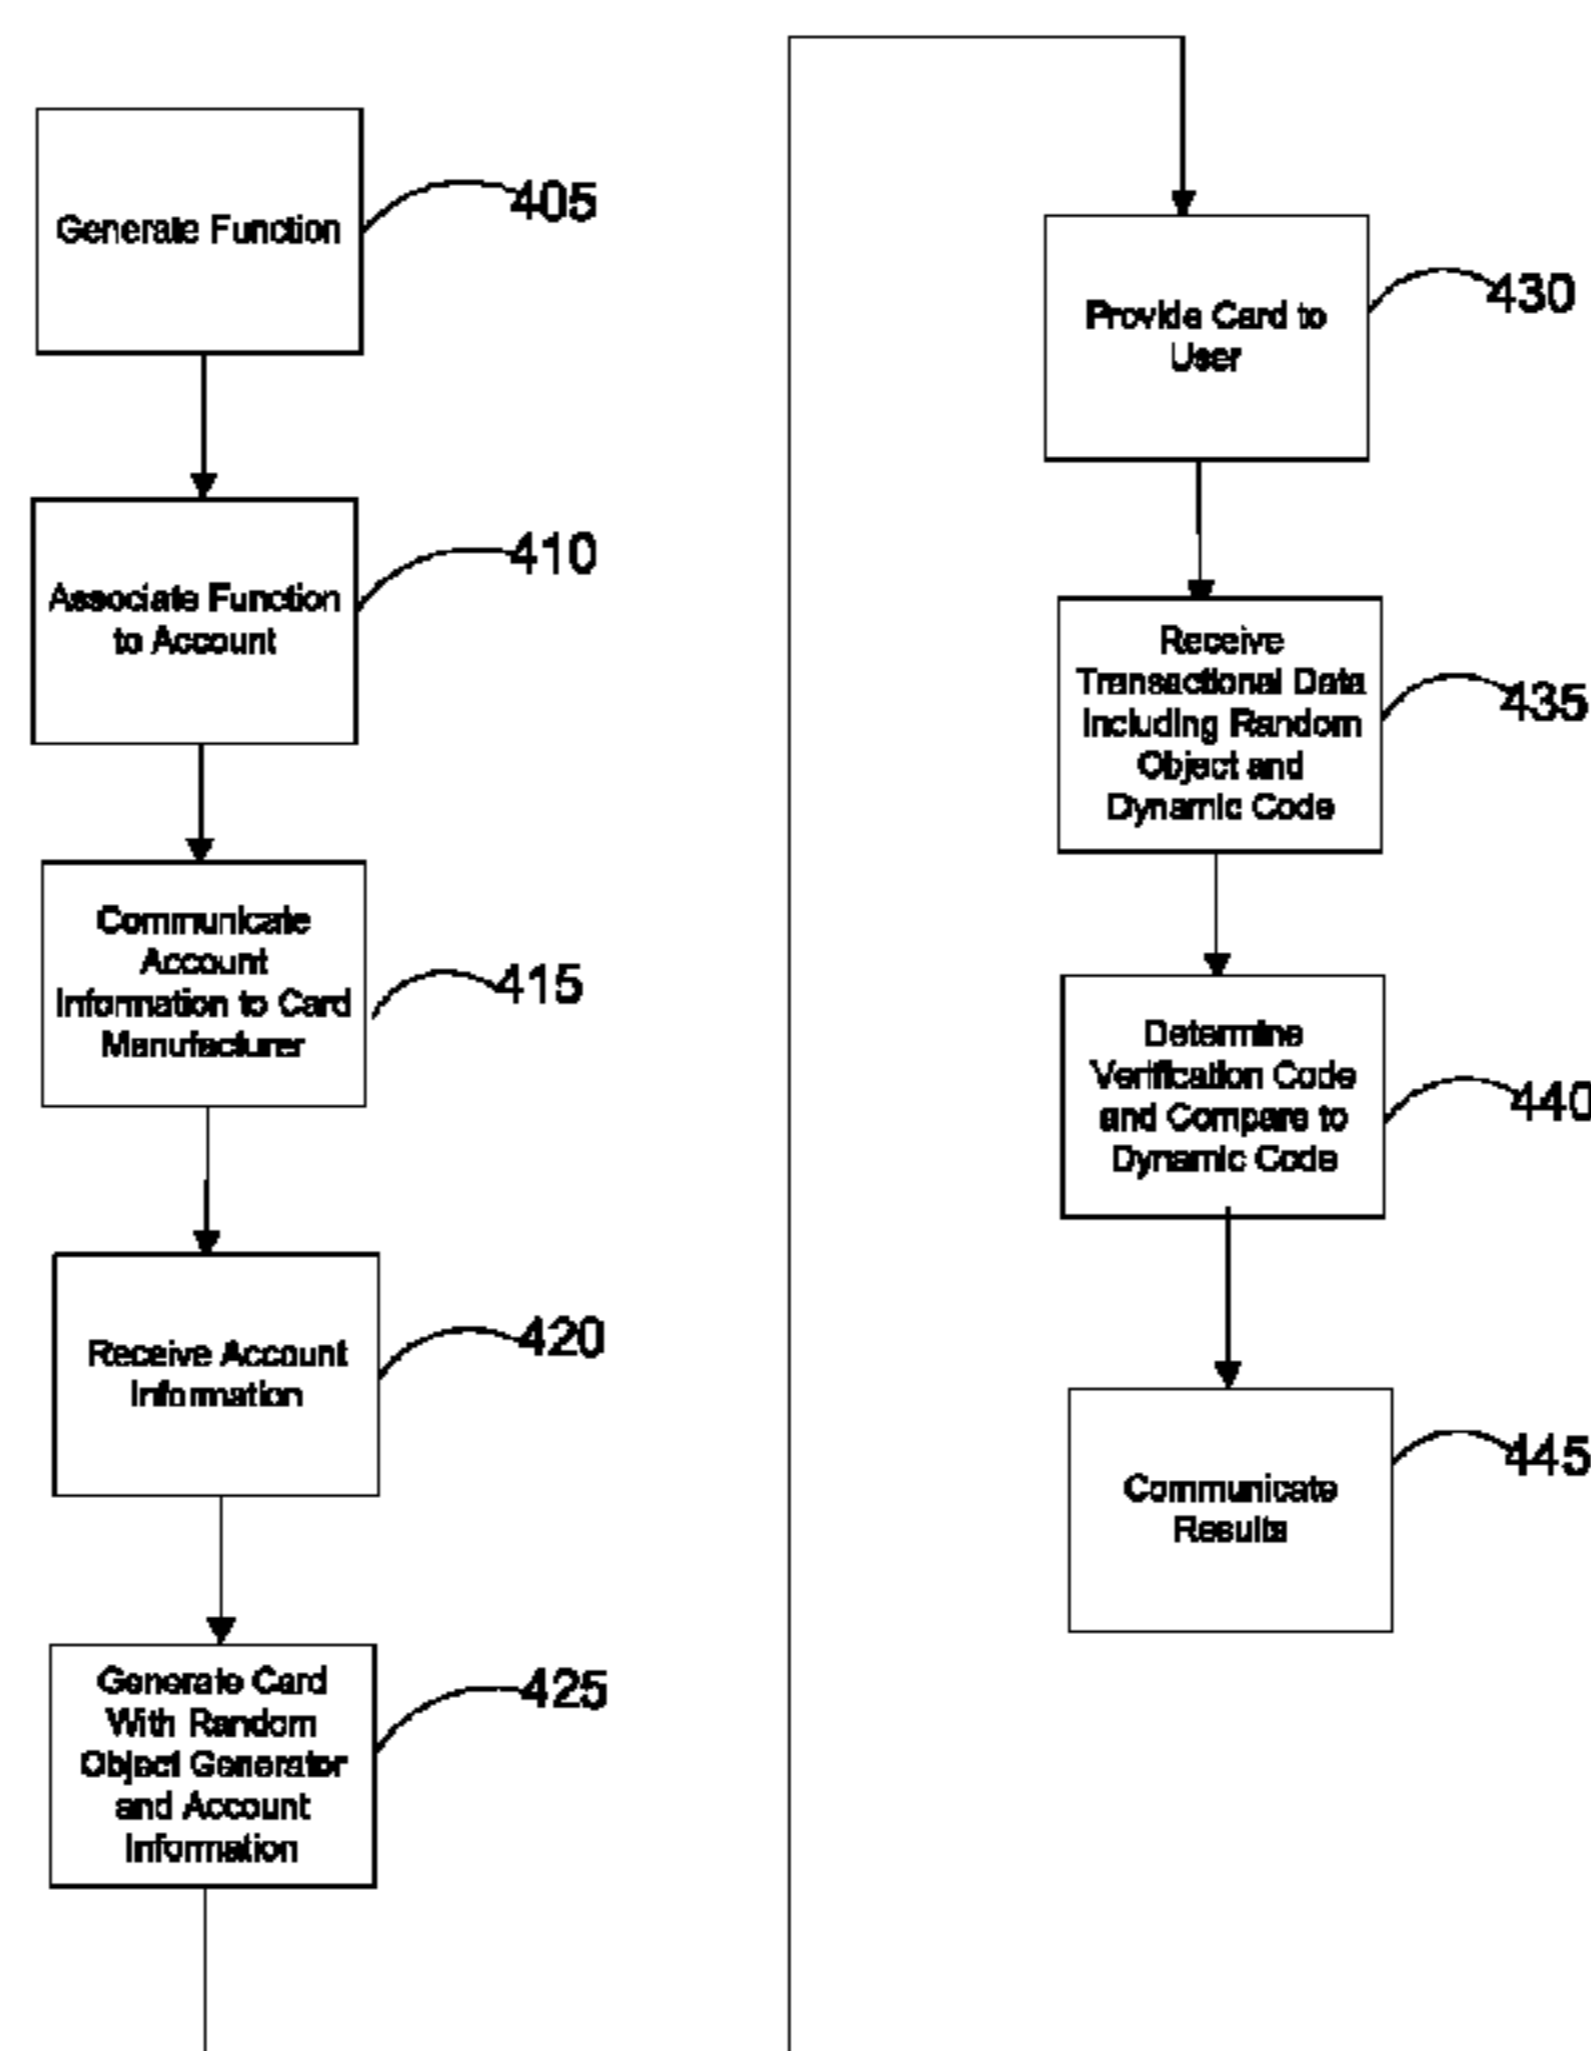 Generate Function
405
Associate Function
to Account
410
Communicate
Account
Information to Card
Manufacturer
415
Receive Account
Information
420
Generate Card
With Random
Object Generator
and Account
Information
425
Provide Card to
User
430
Receive
Transactional Data
Including Random
Object and
Dynamic Code
435
Determine
Verification Code
and Compare to
Dynamic Code
440
Communicate
Results
445